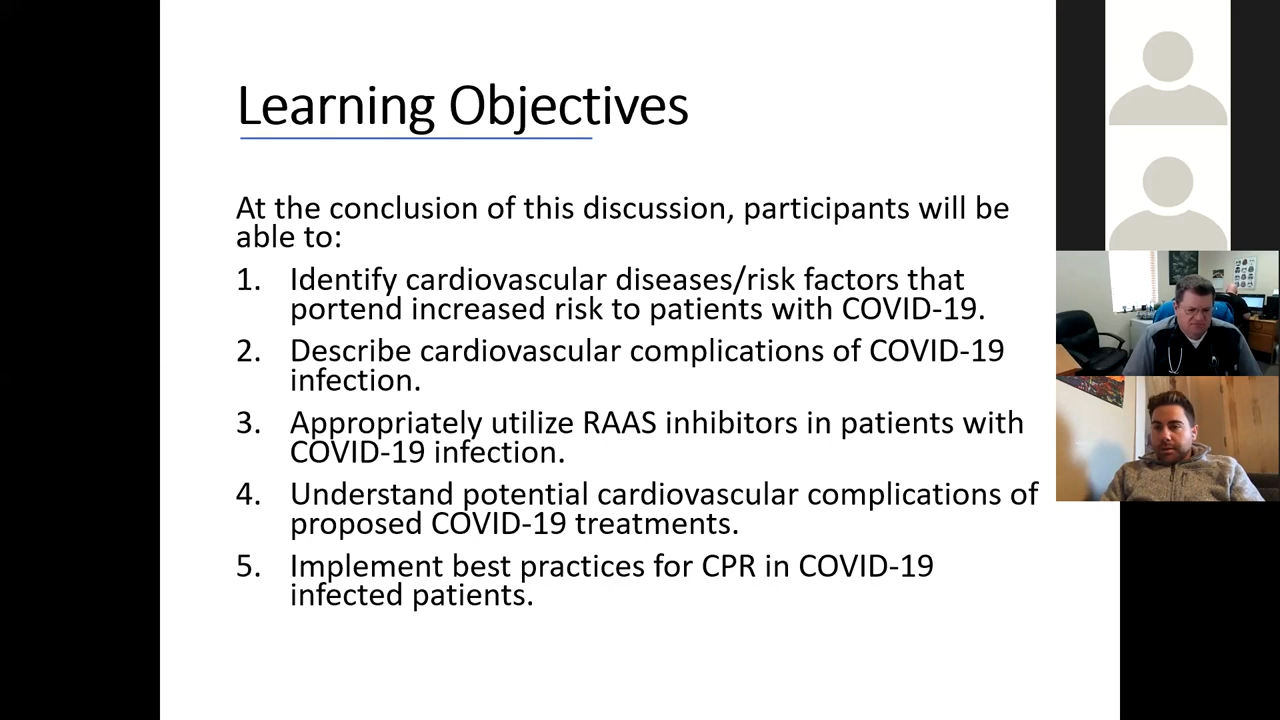 Learning Objectives
At the conclusion of this discussion, participants will be
able to:
1. Identify cardiovascular diseases/risk factors that
portend increased risk to patients with COVID-19.
2. Describe cardiovascular complications of COVID-19
infection.
3. Appropriately utilize RAAS inhibitors in patients with
COVID-19 infection.
4. Understand potential cardiovascular complications of
proposed COVID-19 treatments.
5. Implement best practices for CPR in COVID-19
infected patients.